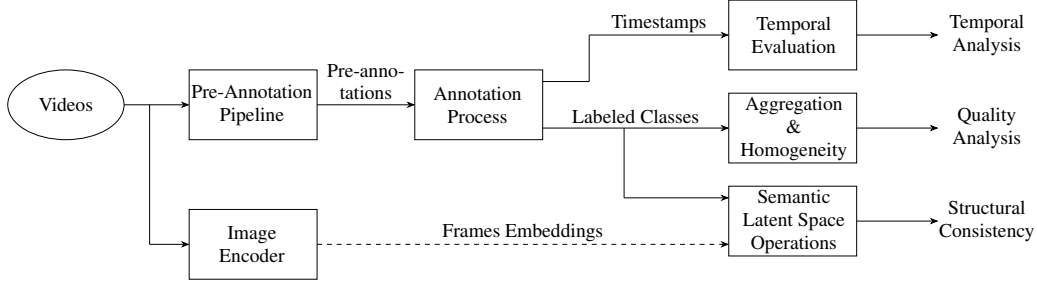 Videos
Pre-Annotation
Pipeline
Pre-anno-
tations
Annotation
Process
Timestamps
Temporal
Evaluation
Temporal
Analysis
Labeled Classes
Aggregation
&
Homogeneity
Quality
Analysis
Semantic
Latent Space
Operations
Structural
Consistency
Image
Encoder
Frames Embeddings